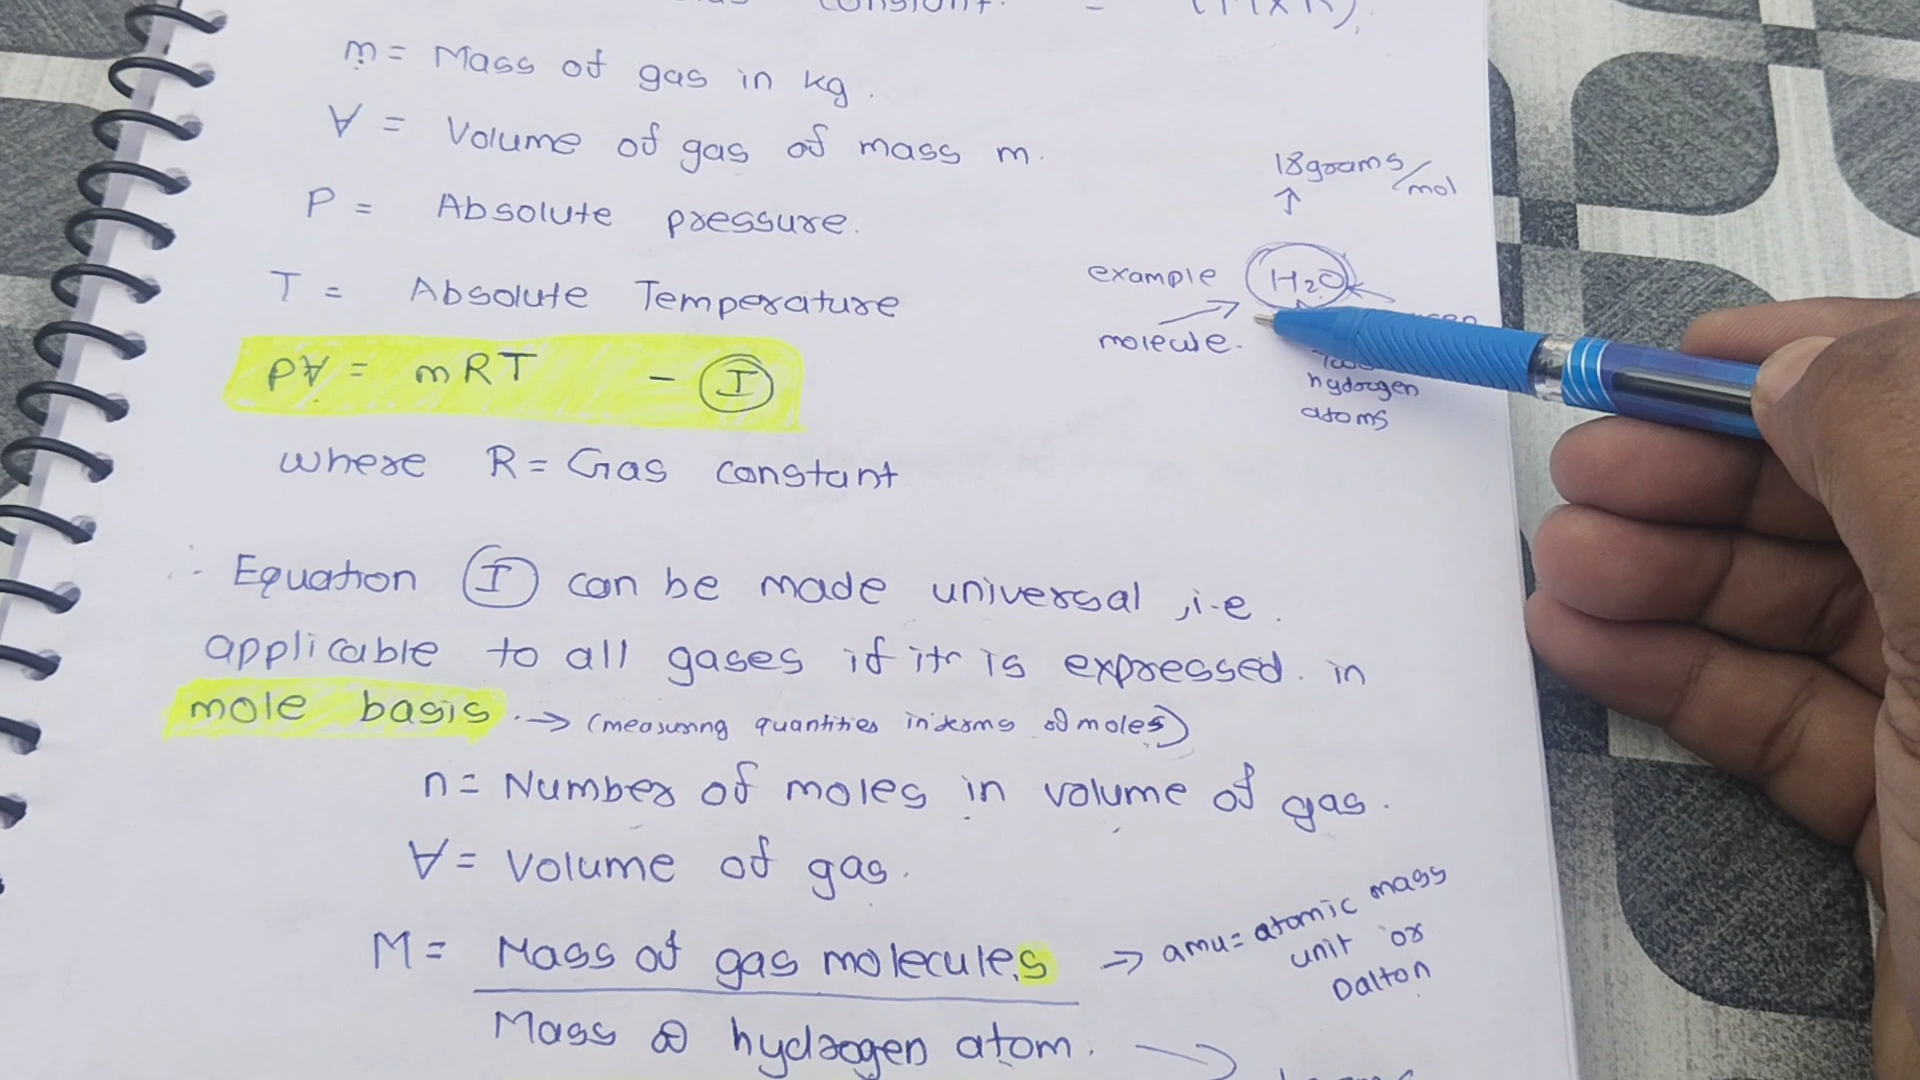 constant. =
m = Mass of gas in kg.
∀ = Volume of gas of mass m.
P = Absolute pressure.
T = Absolute Temperature
18grams/mol
↑
example H2O
molecule.
hydrogen
atoms
p∀ = mRT - I
where R = Gas constant
Equation I can be made universal, i.e.
applicable to all gases if it is expressed in
mole basis. → (measuring quantities in terms of moles)
n = Number of moles in volume of gas.
∀ = Volume of gas.
M = Mass of gas molecules → amu = atomic mass
unit or
Dalton
Mass of hydrogen atom.